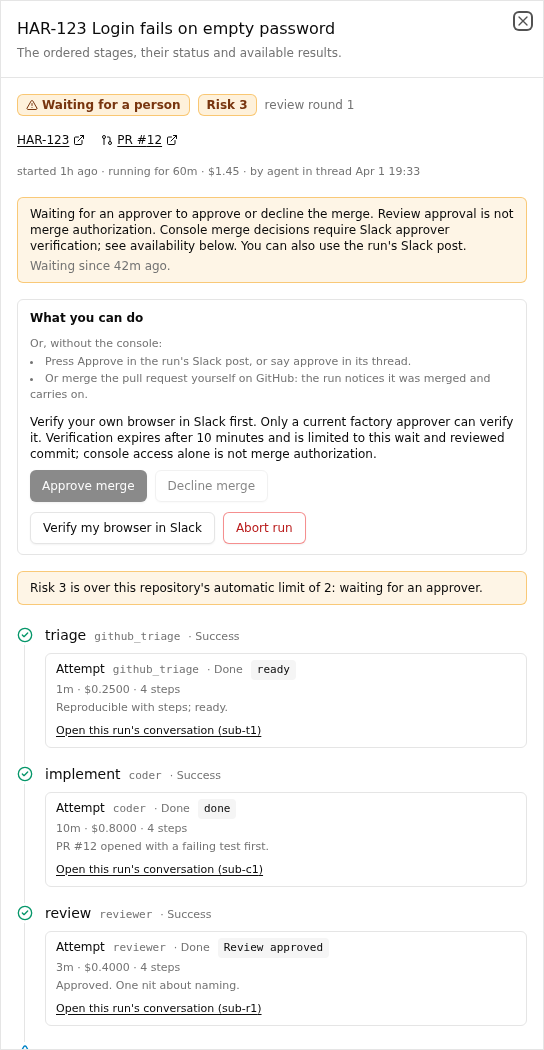 HAR-123 Login fails on empty password
The ordered stages, their status and available results.
Waiting for a person Risk 3 review round 1
HAR-123 PR #12
started 1h ago · running for 60m · $1.45 · by agent in thread Apr 1 19:33
Waiting for an approver to approve or decline the merge. Review approval is not
merge authorization. Console merge decisions require Slack approver
verification; see availability below. You can also use the run's Slack post.
Waiting since 42m ago.
What you can do
Or, without the console:
• Press Approve in the run's Slack post, or say approve in its thread.
• Or merge the pull request yourself on GitHub: the run notices it was merged and
carries on.
Verify your own browser in Slack first. Only a current factory approver can verify
it. Verification expires after 10 minutes and is limited to this wait and reviewed
commit; console access alone is not merge authorization.
Approve merge Decline merge
Verify my browser in Slack Abort run
Risk 3 is over this repository's automatic limit of 2: waiting for an approver.
triage github_triage · Success
Attempt github_triage · Done ready
1m · $0.2500 · 4 steps
Reproducible with steps; ready.
Open this run's conversation (sub-t1)
implement coder · Success
Attempt coder · Done done
10m · $0.8000 · 4 steps
PR #12 opened with a failing test first.
Open this run's conversation (sub-c1)
review reviewer · Success
Attempt reviewer · Done Review approved
3m · $0.4000 · 4 steps
Approved. One nit about naming.
Open this run's conversation (sub-r1)